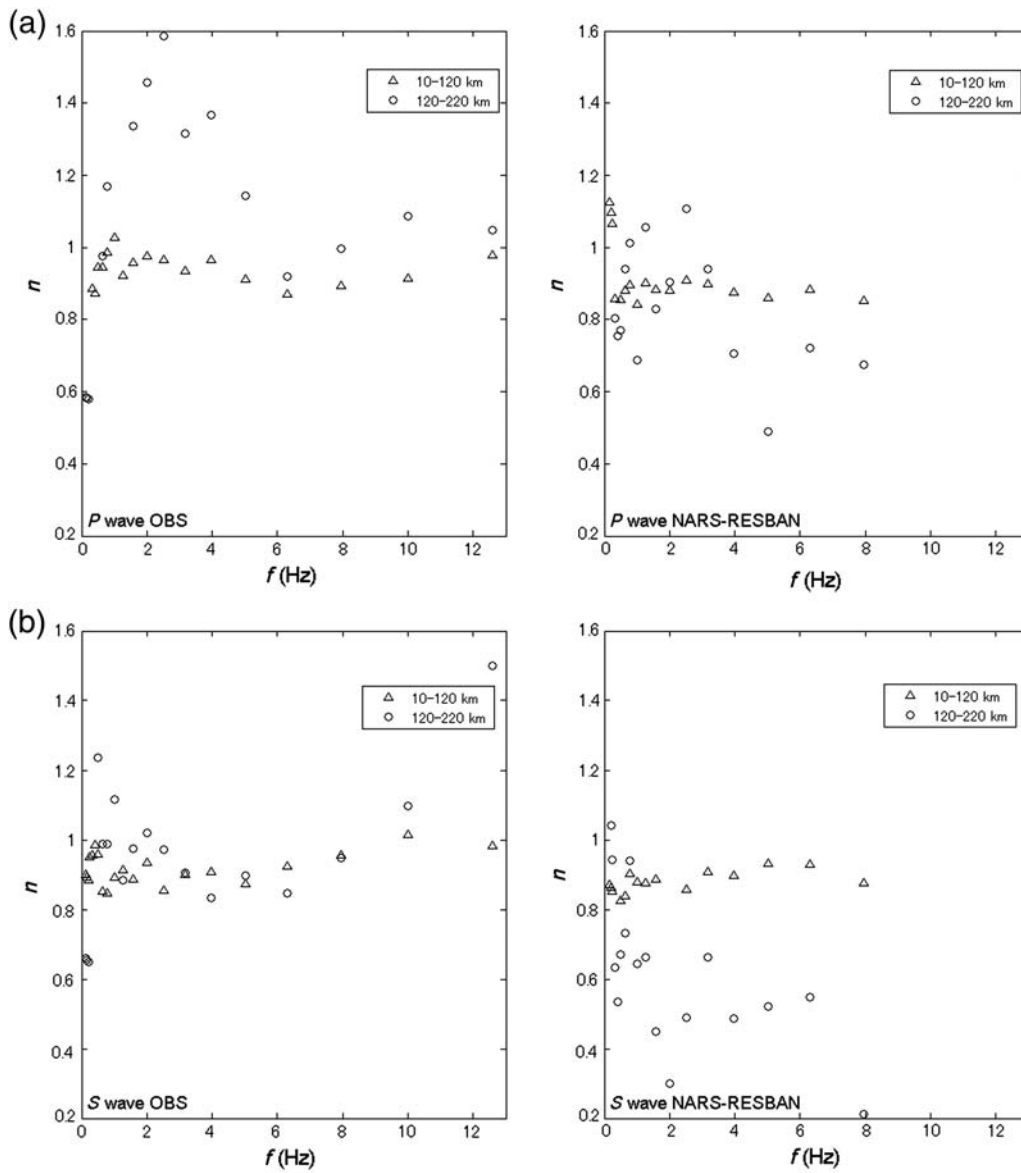 (a)
1.6
1.4
1.2
1
0.8
0.6
0.4
0.2
n
10–120 km
120–220 km
P wave OBS
0 2 4 6 8 10 12
f (Hz)
1.6
1.4
1.2
1
0.8
0.6
0.4
0.2
n
10–120 km
120–220 km
P wave NARS-RESBAN
0 2 4 6 8 10 12
f (Hz)
(b)
1.6
1.4
1.2
1
0.8
0.6
0.4
0.2
n
10–120 km
120–220 km
S wave OBS
0 2 4 6 8 10 12
f (Hz)
1.6
1.4
1.2
1
0.8
0.6
0.4
0.2
n
10–120 km
120–220 km
S wave NARS-RESBAN
0 2 4 6 8 10 12
f (Hz)